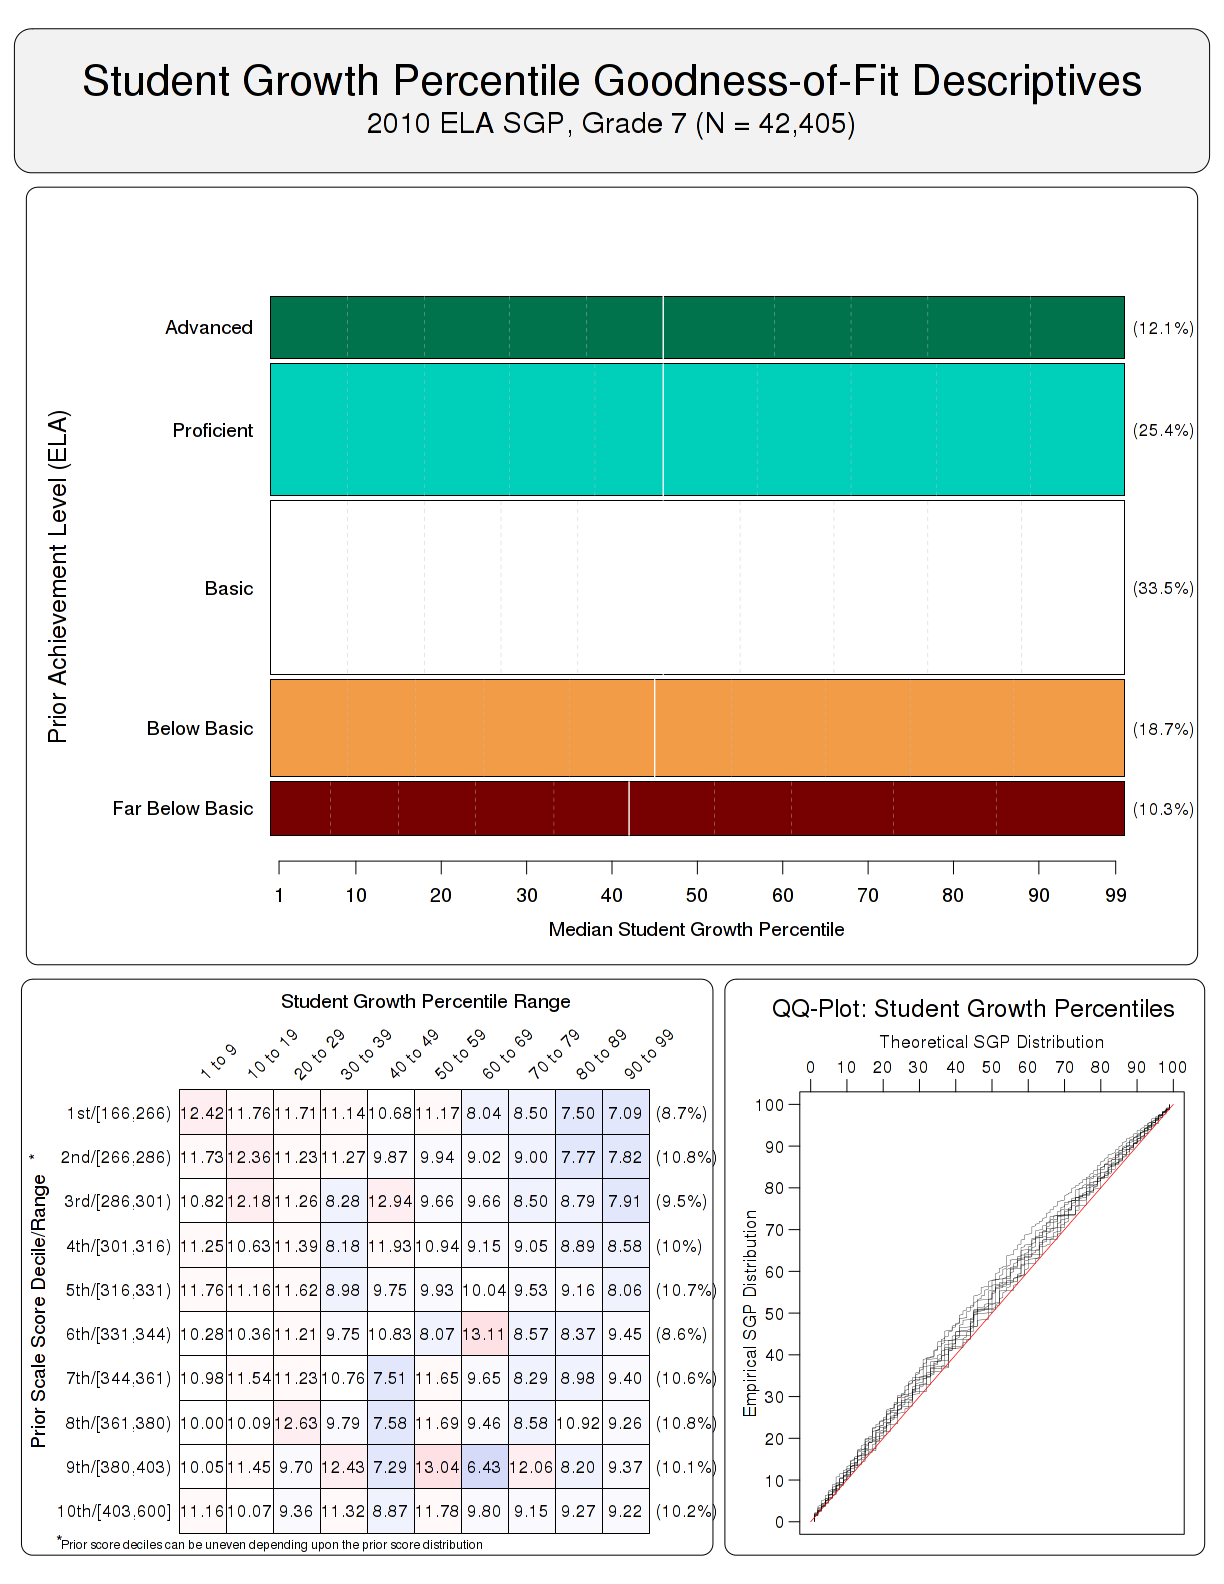 Student Growth Percentile Goodness-of-Fit Descriptives
2010 ELA SGP, Grade 7 (N = 42,405)
Prior Achievement Level (ELA)
Advanced (12.1%)
Proficient (25.4%)
Basic (33.5%)
Below Basic (18.7%)
Far Below Basic (10.3%)
1 10 20 30 40 50 60 70 80 90 99
Median Student Growth Percentile
Student Growth Percentile Range
1 to 9 10 to 19 20 to 29 30 to 39 40 to 49 50 to 59 60 to 69 70 to 79 80 to 89 90 to 99
Prior Scale Score Decile/Range *
1st/[166,266) 12.42 11.76 11.71 11.14 10.68 11.17 8.04 8.50 7.50 7.09 (8.7%)
2nd/[266,286) 11.73 12.36 11.23 11.27 9.87 9.94 9.02 9.00 7.77 7.82 (10.8%)
3rd/[286,301) 10.82 12.18 11.26 8.28 12.94 9.66 9.66 8.50 8.79 7.91 (9.5%)
4th/[301,316) 11.25 10.63 11.39 8.18 11.93 10.94 9.15 9.05 8.89 8.58 (10%)
5th/[316,331) 11.76 11.16 11.62 8.98 9.75 9.93 10.04 9.53 9.16 8.06 (10.7%)
6th/[331,344) 10.28 10.36 11.21 9.75 10.83 8.07 13.11 8.57 8.37 9.45 (8.6%)
7th/[344,361) 10.98 11.54 11.23 10.76 7.51 11.65 9.65 8.29 8.98 9.40 (10.6%)
8th/[361,380) 10.00 10.09 12.63 9.79 7.58 11.69 9.46 8.58 10.92 9.26 (10.8%)
9th/[380,403) 10.05 11.45 9.70 12.43 7.29 13.04 6.43 12.06 8.20 9.37 (10.1%)
10th/[403,600] 11.16 10.07 9.36 11.32 8.87 11.78 9.80 9.15 9.27 9.22 (10.2%)
*Prior score deciles can be uneven depending upon the prior score distribution
QQ-Plot: Student Growth Percentiles
Theoretical SGP Distribution
0 10 20 30 40 50 60 70 80 90 100
Empirical SGP Distribution
100
90
80
70
60
50
40
30
20
10
0